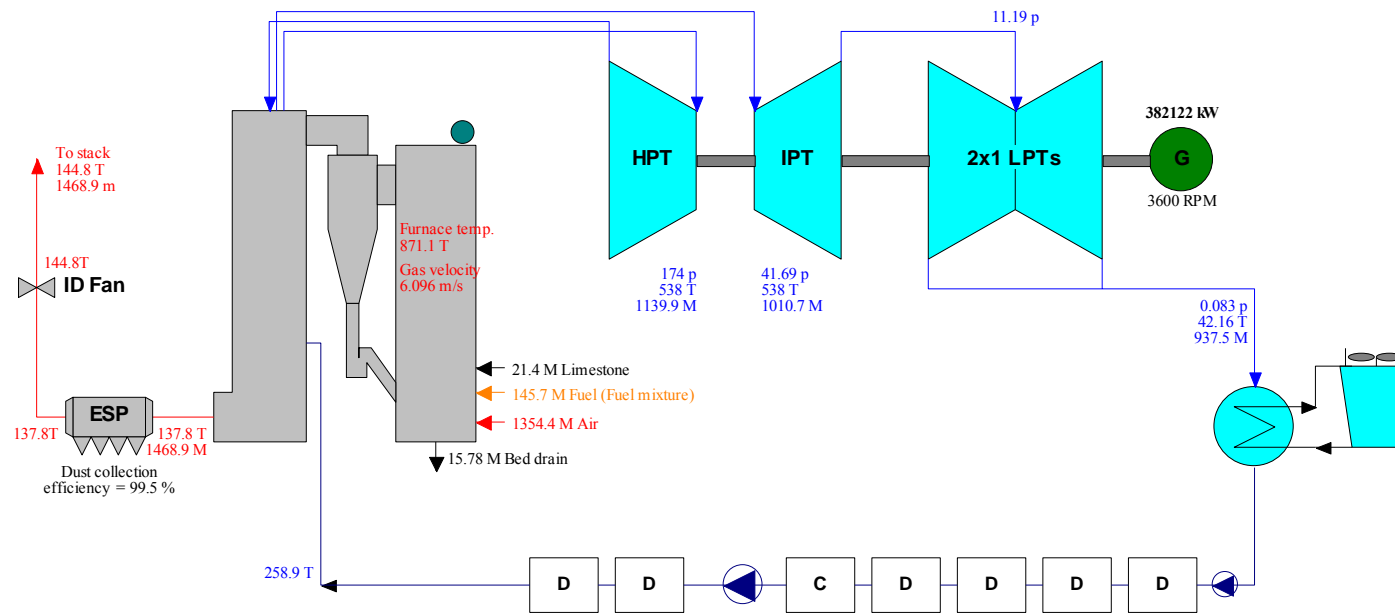 11.19 p
382122 kW
G
3600 RPM
HPT
IPT
2x1 LPTs
To stack
144.8 T
1468.9 m
144.8T
ID Fan
Furnace temp.
871.1 T
Gas velocity
6.096 m/s
174 p
538 T
1139.9 M
41.69 p
538 T
1010.7 M
0.083 p
42.16 T
937.5 M
21.4 M Limestone
145.7 M Fuel (Fuel mixture)
1354.4 M Air
15.78 M Bed drain
ESP
137.8T
137.8 T
1468.9 M
Dust collection
efficiency = 99.5 %
258.9 T
D
D
C
D
D
D
D